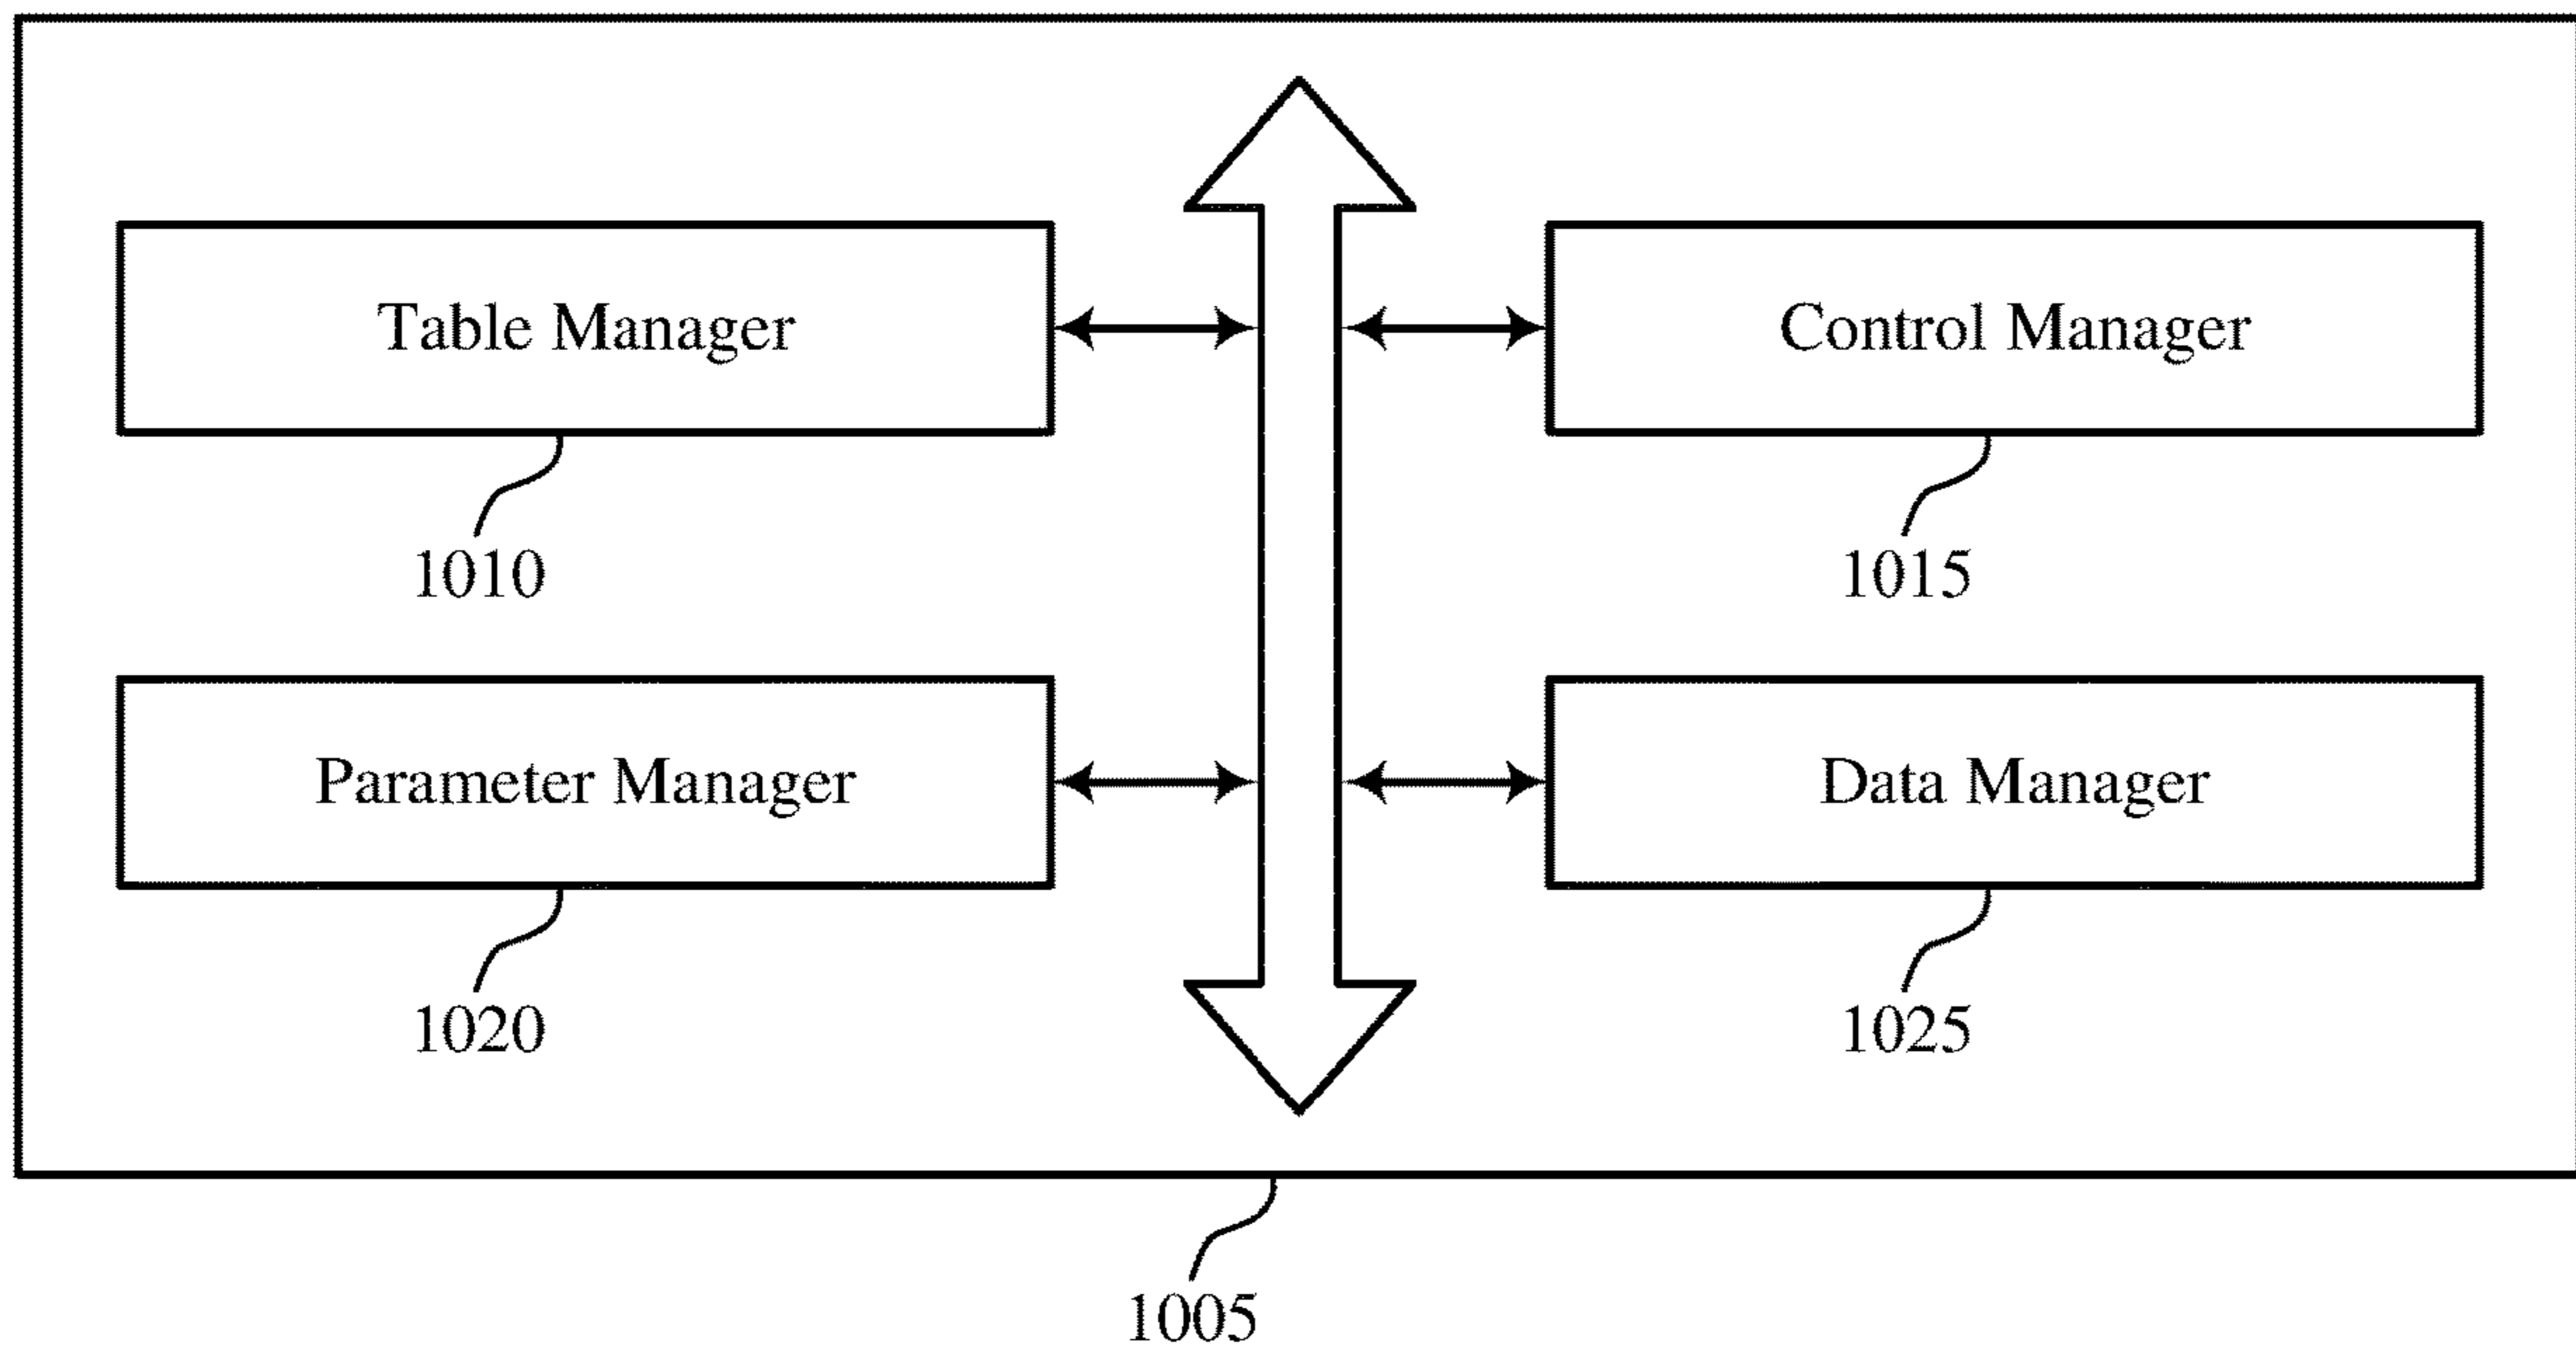 Table Manager
Control Manager
1010
1015
Parameter Manager
Data Manager
1020
1025
1005